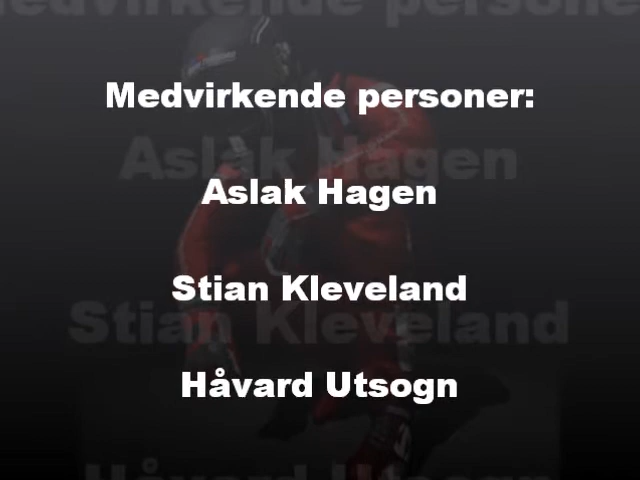 Medvirkende personer:
Aslak Hagen
Stian Kleveland
Håvard Utsogn